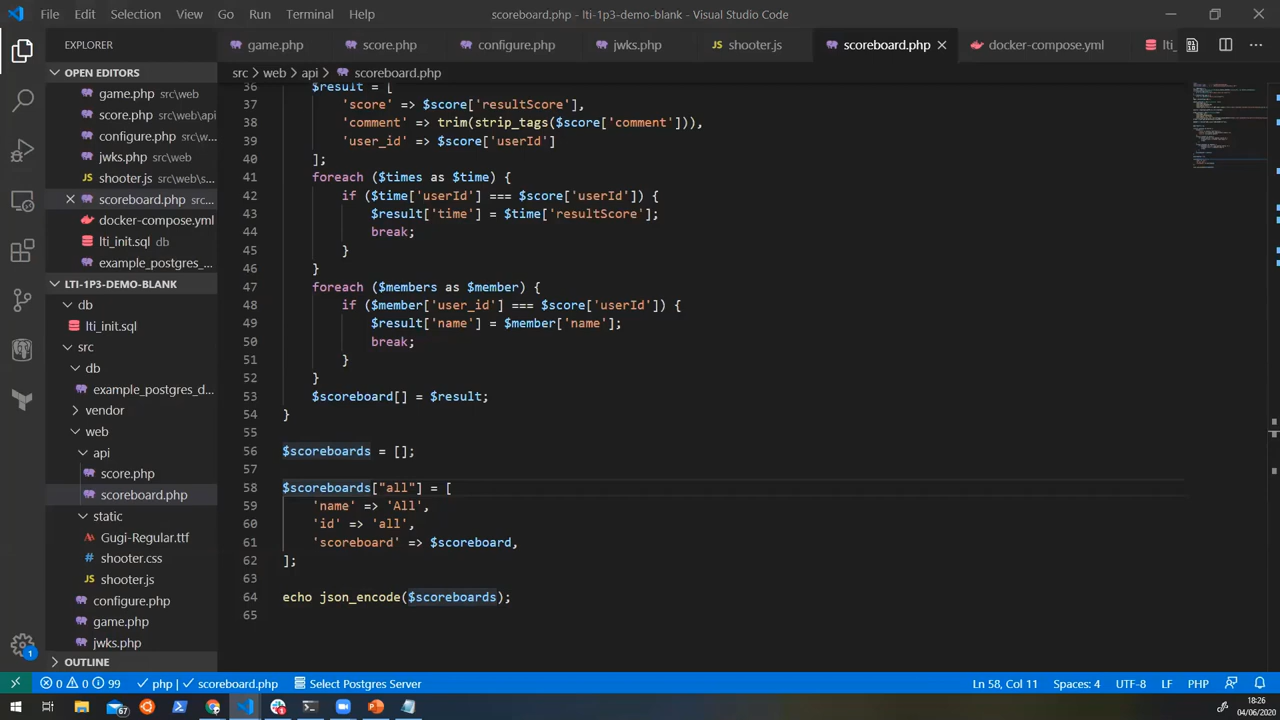 File Edit Selection View Go Run Terminal Help scoreboard.php - lti-1p3-demo-blank - Visual Studio Code
EXPLORER
game.php score.php configure.php jwks.php shooter.js scoreboard.php docker-compose.yml lti_
OPEN EDITORS
game.php src\web
score.php src\web\api
configure.php src\w...
jwks.php src\web
shooter.js src\web\s...
scoreboard.php src...
docker-compose.yml
lti_init.sql db
example_postgres_...
LTI-1P3-DEMO-BLANK
db
lti_init.sql
src
db
example_postgres_d...
vendor
web
api
score.php
scoreboard.php
static
Gugi-Regular.ttf
shooter.css
shooter.js
configure.php
game.php
jwks.php
OUTLINE
src > web > api > scoreboard.php
36 $result = [
37 'score' => $score['resultScore'],
38 'comment' => trim(strip_tags($score['comment'])),
39 'user_id' => $score['userId']
40 ];
41 foreach ($times as $time) {
42 if ($time['userId'] === $score['userId']) {
43 $result['time'] = $time['resultScore'];
44 break;
45 }
46 }
47 foreach ($members as $member) {
48 if ($member['user_id'] === $score['userId']) {
49 $result['name'] = $member['name'];
50 break;
51 }
52 }
53 $scoreboard[] = $result;
54 }
55
56 $scoreboards = [];
57
58 $scoreboards["all"] = [
59 'name' => 'All',
60 'id' => 'all',
61 'scoreboard' => $scoreboard,
62 ];
63
64 echo json_encode($scoreboards);
65
0 0 99 php | scoreboard.php Select Postgres Server Ln 58, Col 11 Spaces: 4 UTF-8 LF PHP
1
67
18:26
04/06/2020